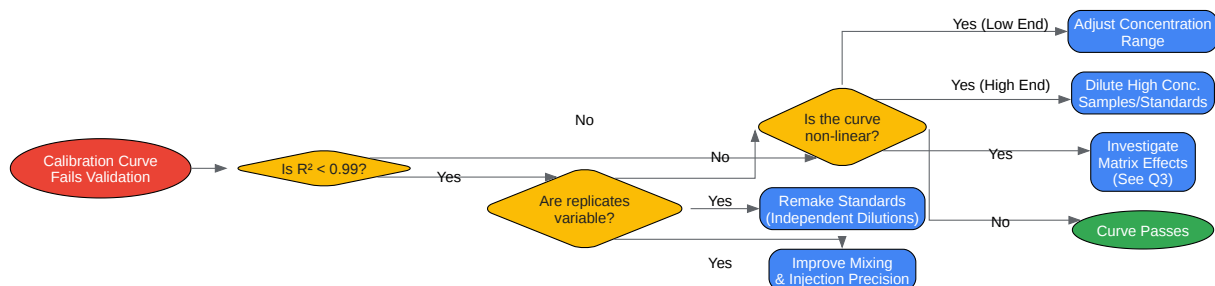 Calibration Curve
Fails Validation
Is R² < 0.99?
Yes
No
Are replicates
variable?
No
Yes
Yes
Remake Standards
(Independent Dilutions)
Improve Mixing
& Injection Precision
Is the curve
non-linear?
Yes (Low End)
Adjust Concentration
Range
Yes (High End)
Dilute High Conc.
Samples/Standards
Yes
Investigate
Matrix Effects
(See Q3)
No
Curve Passes